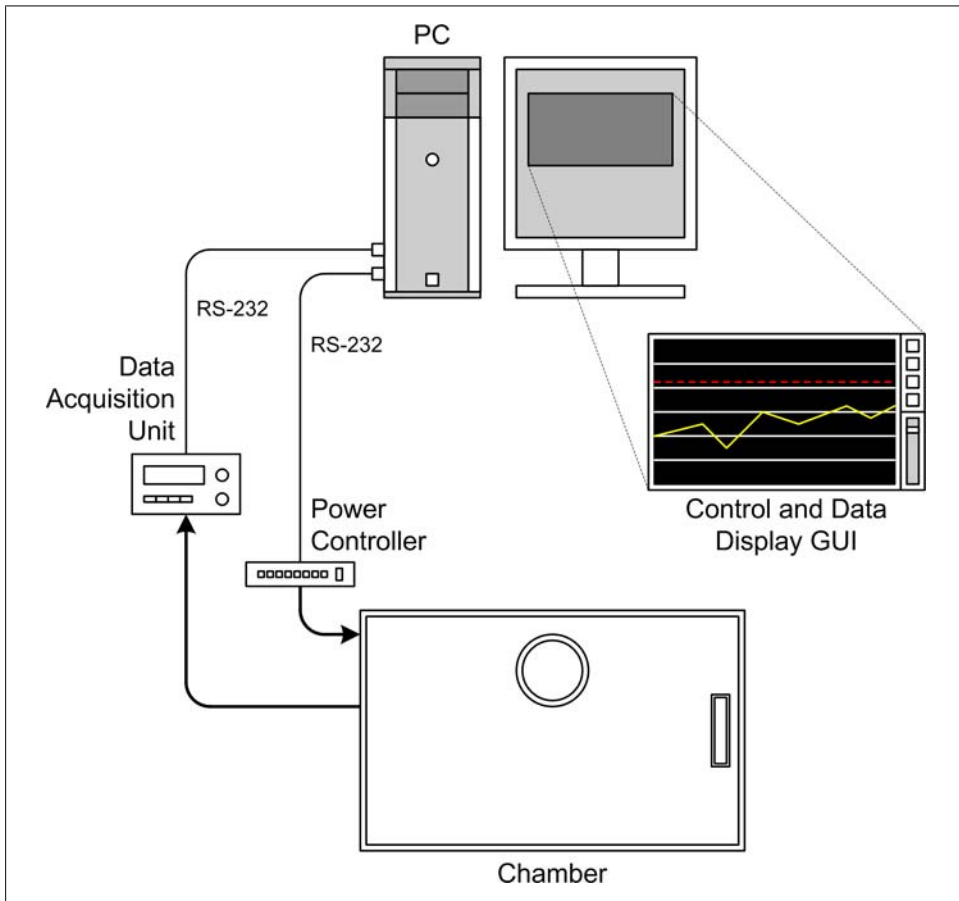 PC
RS-232
RS-232
Data
Acquisition
Unit
Power
Controller
Control and Data
Display GUI
Chamber